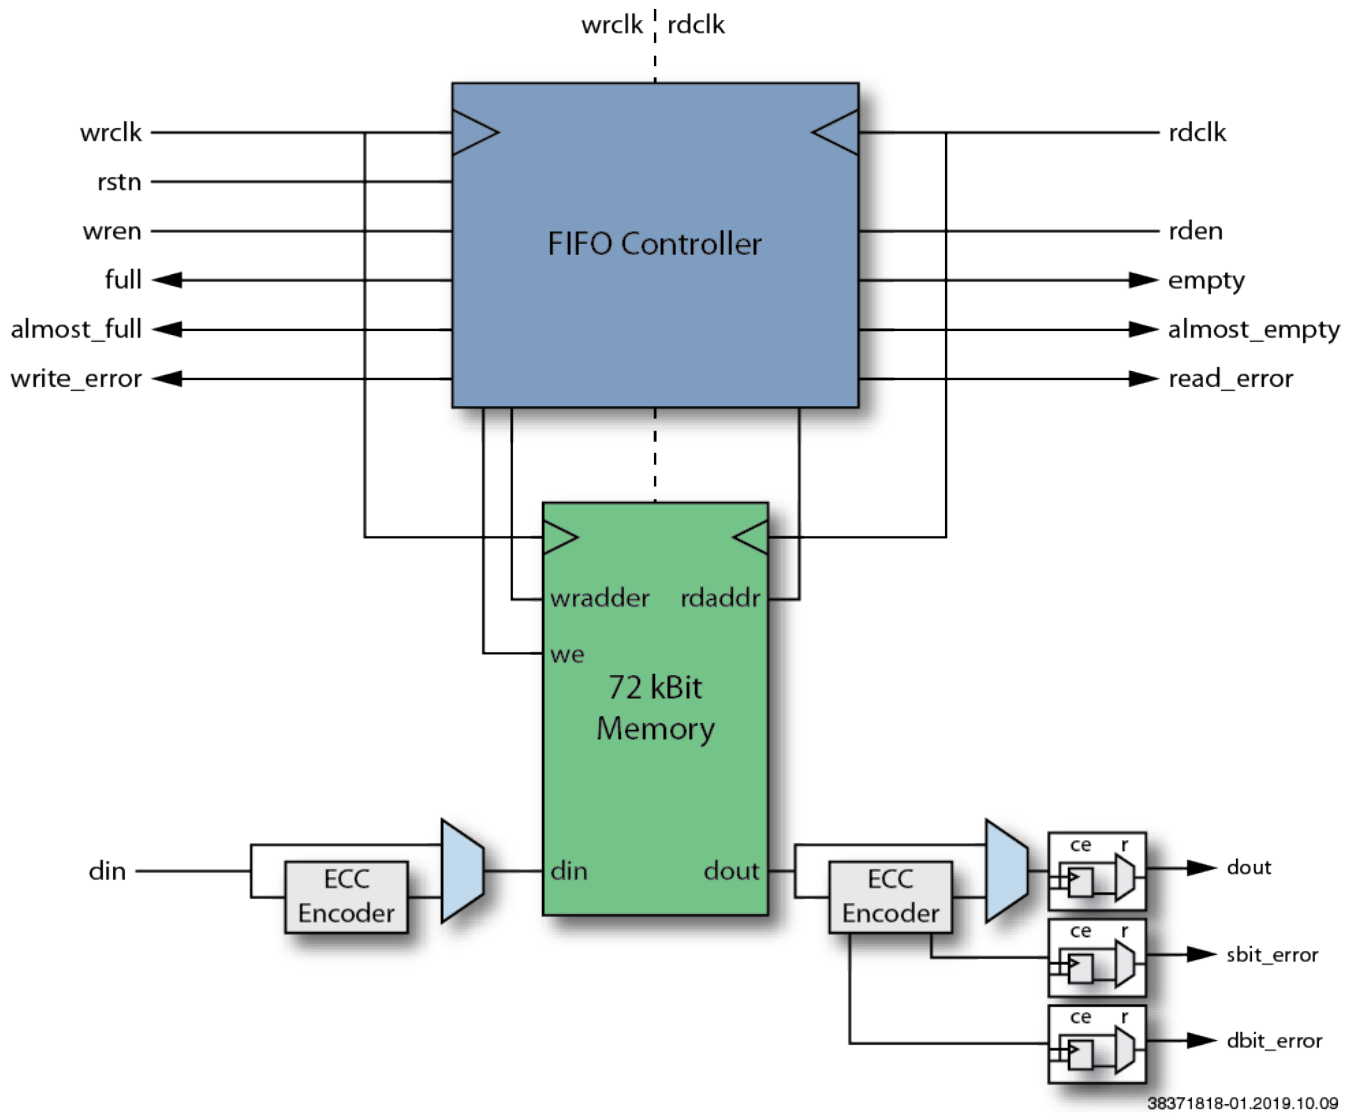 wrclk rdclk
wrclk
rdclk
rstn
wren
rden
FIFO Controller
full
empty
almost_full
almost_empty
write_error
read_error
wradder rdaddr
we
72 kBit
Memory
din
din
dout
ECC
Encoder
ECC
Encoder
ce r
dout
ce r
sbit_error
ce r
dbit_error
38371818-01.2019.10.09